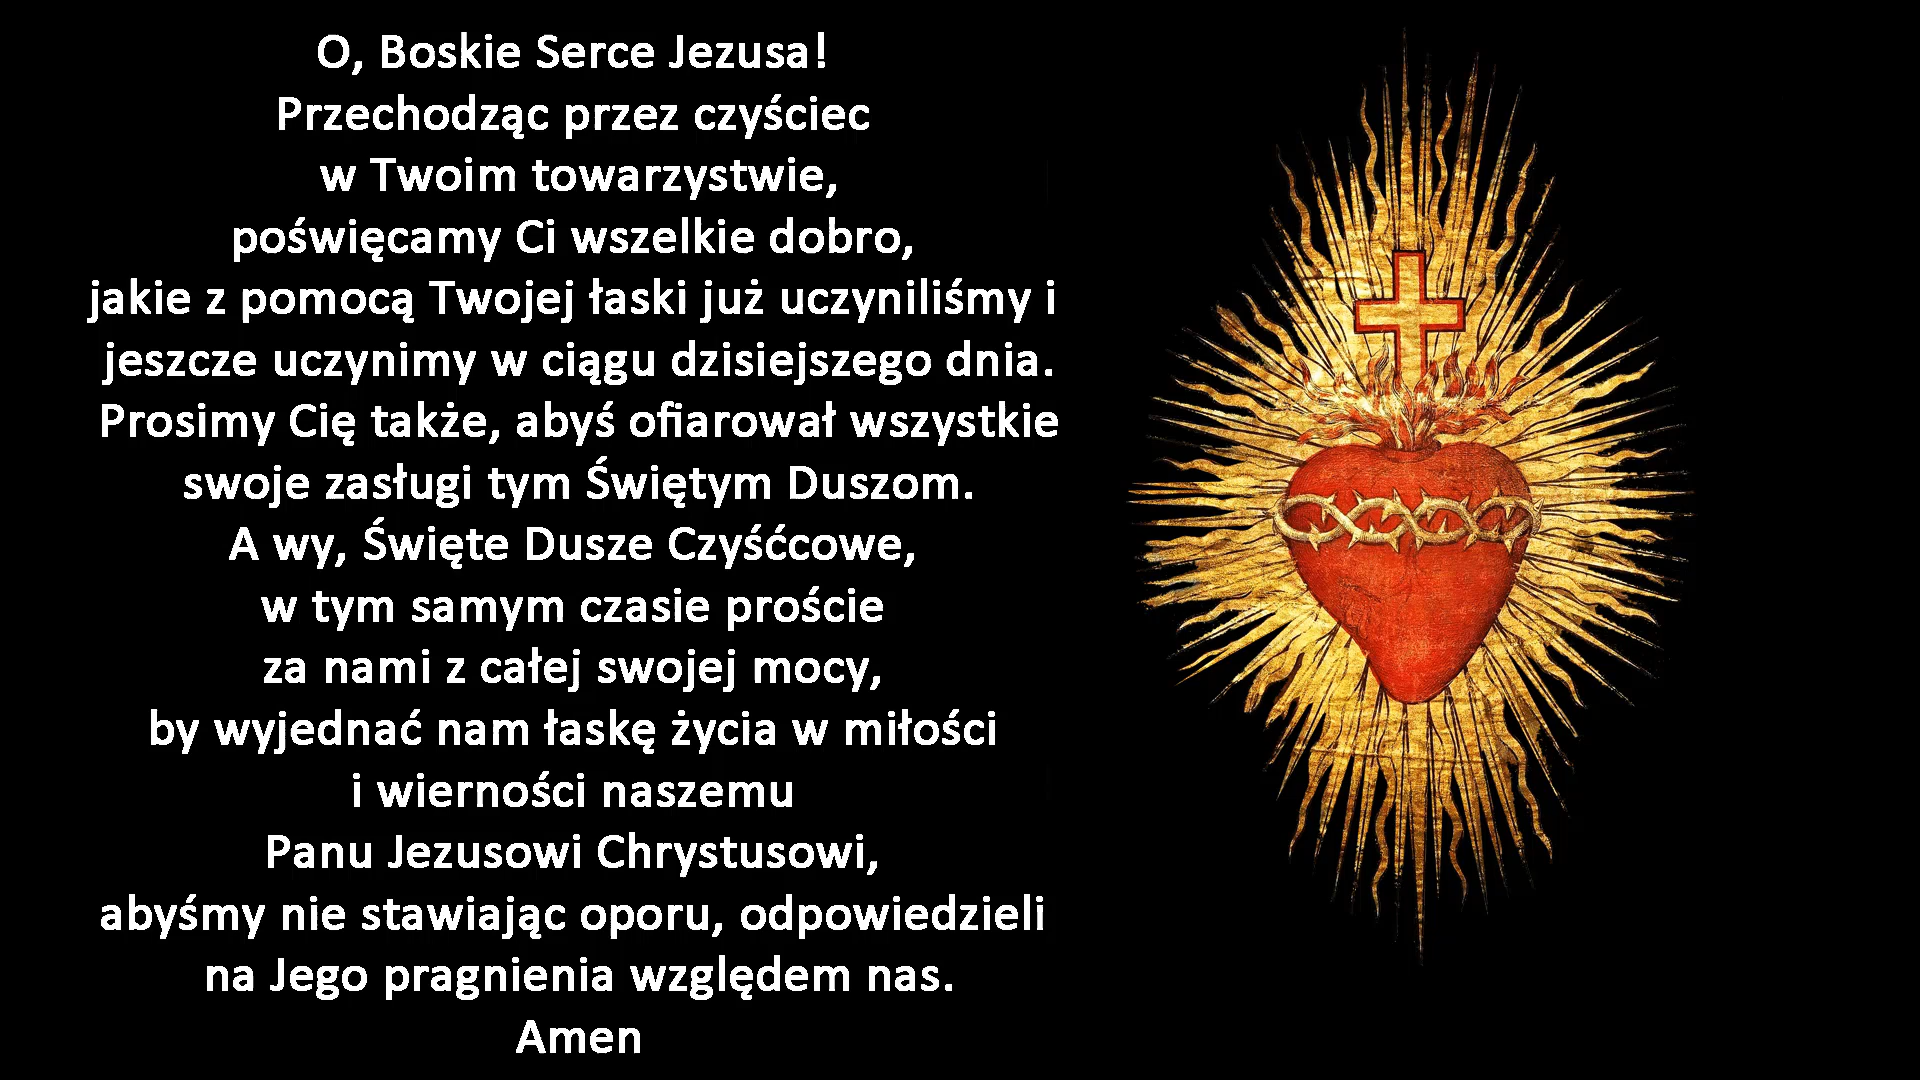 O, Boskie Serce Jezusa!
Przechodząc przez czyściec
w Twoim towarzystwie,
poświęcamy Ci wszelkie dobro,
jakie z pomocą Twojej łaski już uczyniliśmy i
jeszcze uczynimy w ciągu dzisiejszego dnia.
Prosimy Cię także, abyś ofiarował wszystkie
swoje zasługi tym Świętym Duszom.
A wy, Święte Dusze Czyśćcowe,
w tym samym czasie proście
za nami z całej swojej mocy,
by wyjednać nam łaskę życia w miłości
i wierności naszemu
Panu Jezusowi Chrystusowi,
abyśmy nie stawiając oporu, odpowiedzieli
na Jego pragnienia względem nas.
Amen